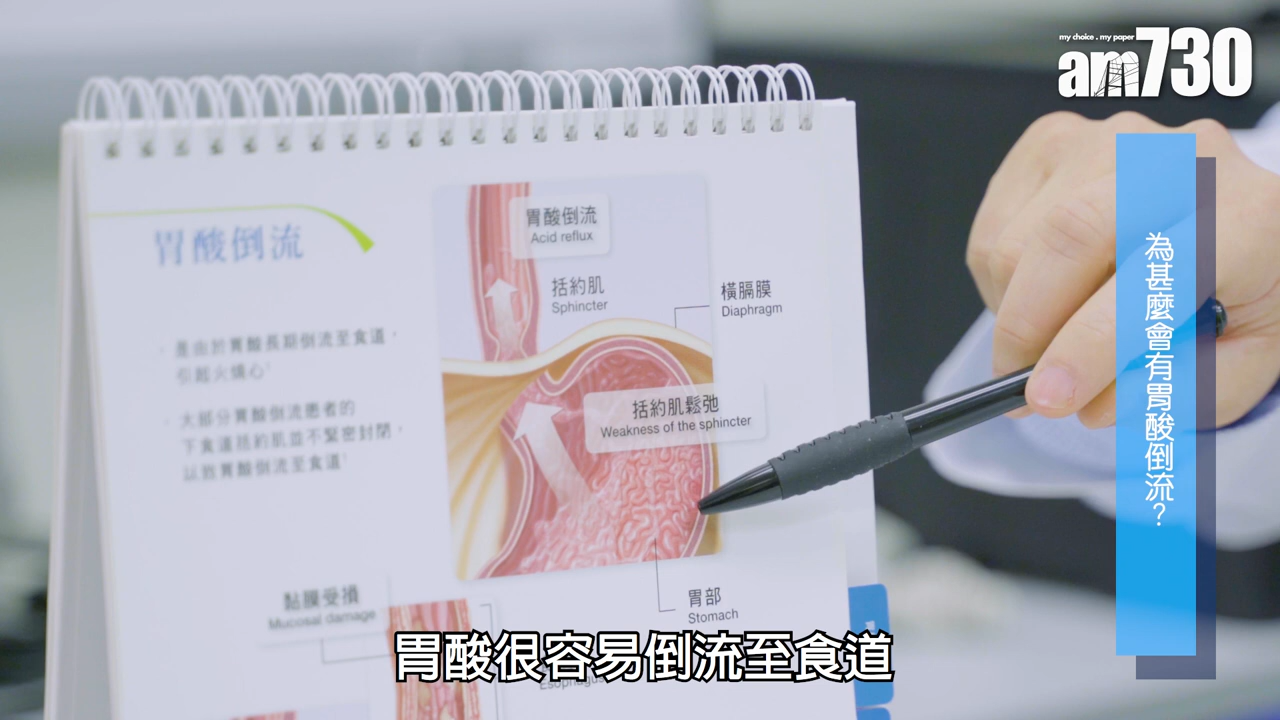 my choice . my paper
am730
胃酸倒流
是由於胃酸長期倒流至食道，
引起火燒心¹
大部分胃酸倒流患者的
下食道括約肌並不緊密封閉，
以致胃酸倒流至食道¹
胃酸倒流
Acid reflux
括約肌
Sphincter
橫膈膜
Diaphragm
括約肌鬆弛
Weakness of the sphincter
胃部
Stomach
黏膜受損
Mucosal damage
Esophagus
為甚麼會有胃酸倒流？
胃酸很容易倒流至食道